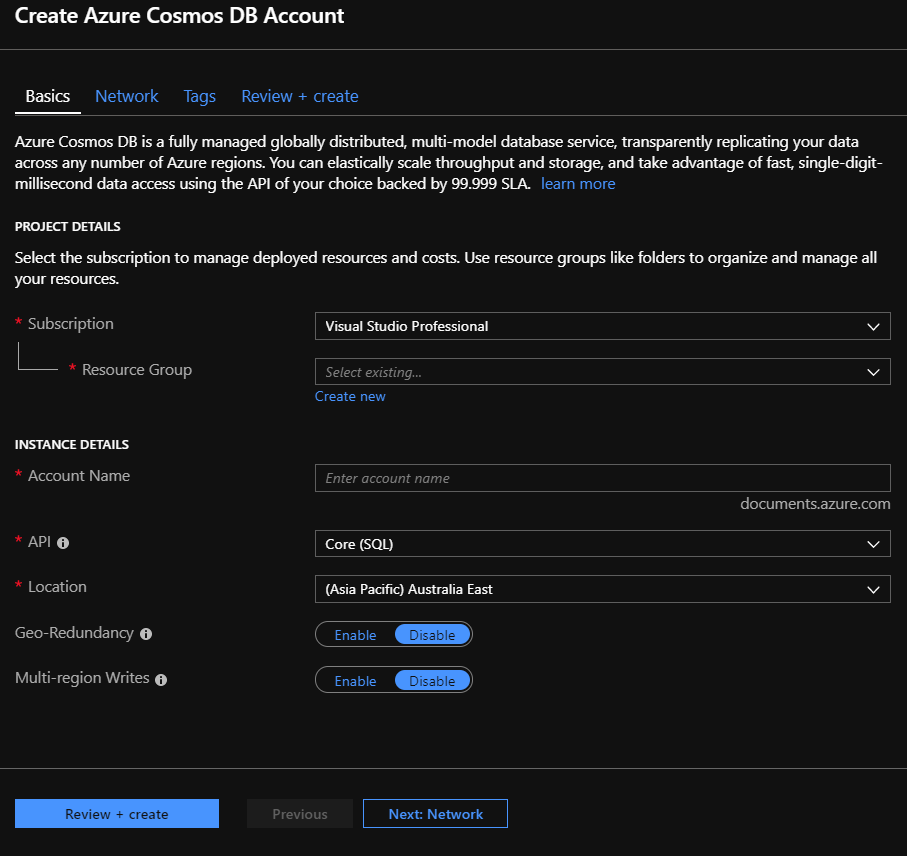 Create Azure Cosmos DB Account
Basics Network Tags Review + create
Azure Cosmos DB is a fully managed globally distributed, multi-model database service, transparently replicating your data
across any number of Azure regions. You can elastically scale throughput and storage, and take advantage of fast, single-digit-
millisecond data access using the API of your choice backed by 99.999 SLA. learn more
PROJECT DETAILS
Select the subscription to manage deployed resources and costs. Use resource groups like folders to organize and manage all
your resources.
* Subscription Visual Studio Professional
* Resource Group Select existing...
Create new
INSTANCE DETAILS
* Account Name Enter account name
documents.azure.com
* API Core (SQL)
* Location (Asia Pacific) Australia East
Geo-Redundancy Enable Disable
Multi-region Writes Enable Disable
Review + create Previous Next: Network